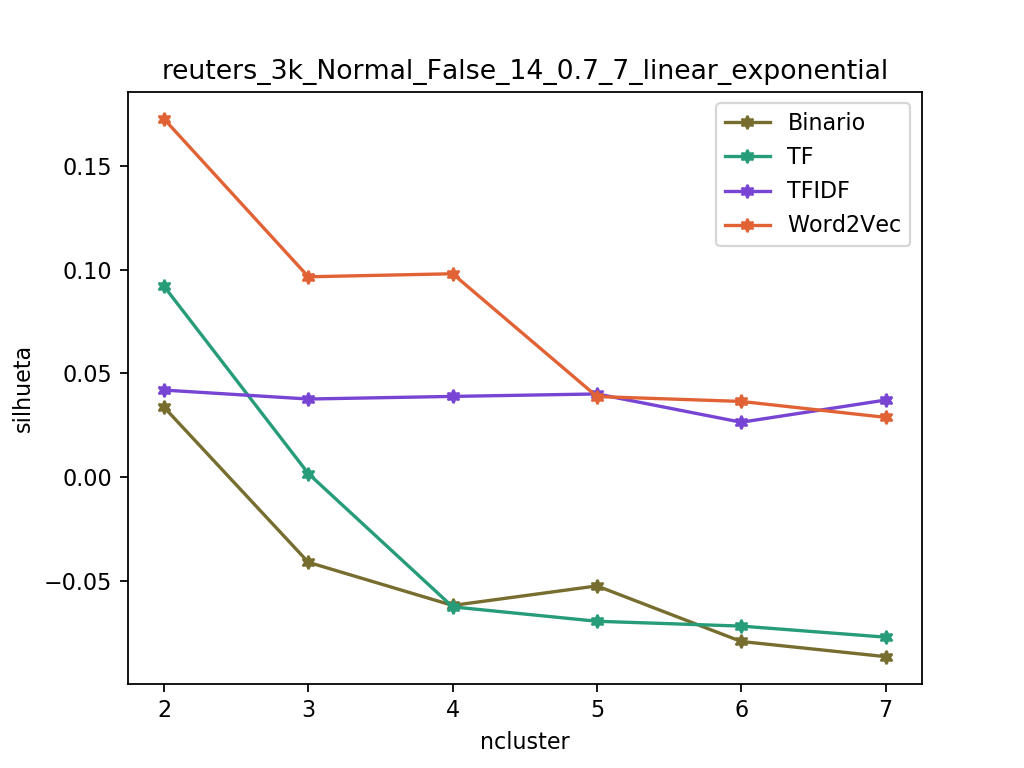 reuters_3k_Normal_False_14_0.7_7_linear_exponential
Binario
TF
TFIDF
Word2Vec
0.15
0.10
0.05
0.00
−0.05
silhueta
2 3 4 5 6 7
ncluster